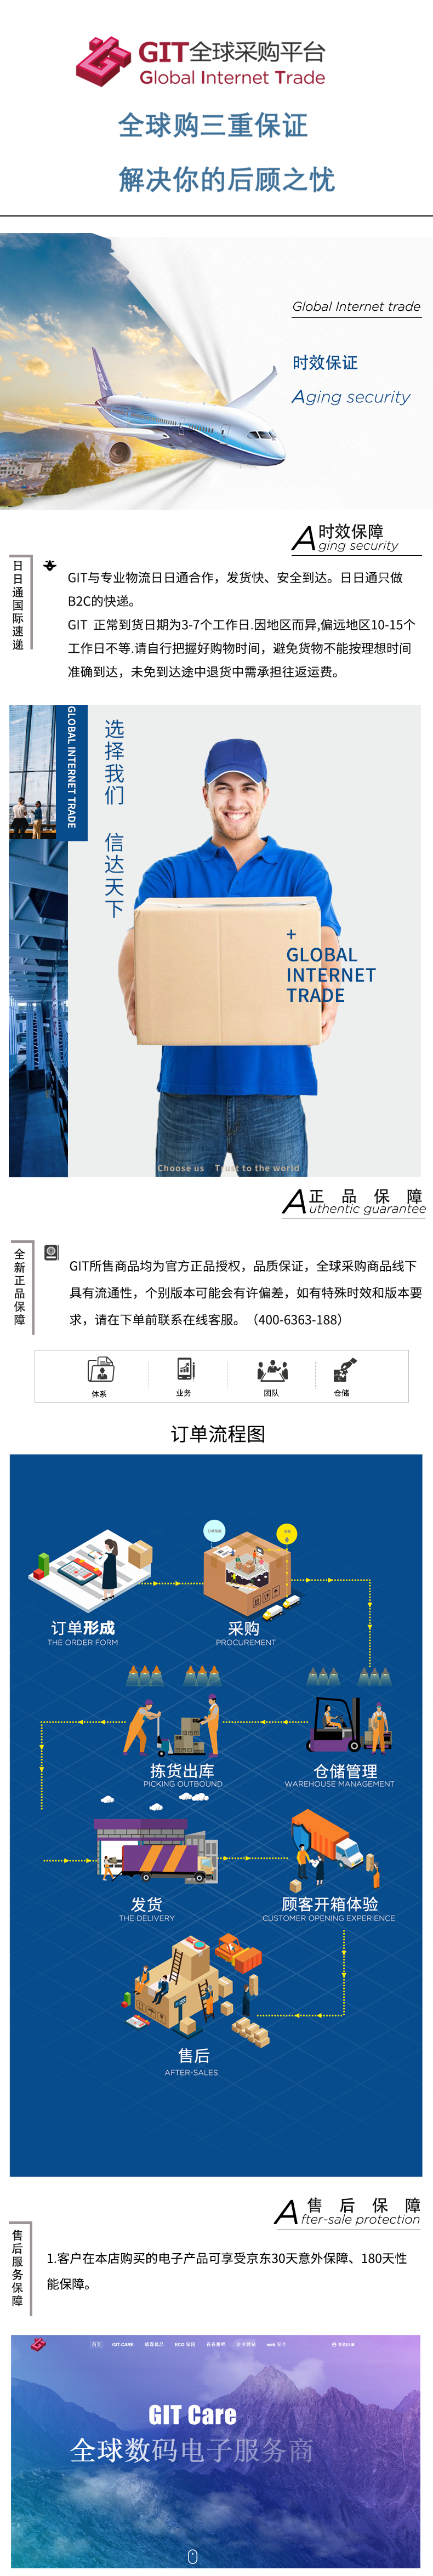 GIT全球采购平台
Global Internet Trade
全球购三重保证
解决你的后顾之忧
Global Internet trade
时效保证
Aging security
时效保障
Aging security
日日通国际速递
GIT与专业物流日日通合作，发货快、安全到达。日日通只做
B2C的快递。
GIT 正常到货日期为3-7个工作日.因地区而异,偏远地区10-15个
工作日不等.请自行把握好购物时间，避免货物不能按理想时间
准确到达，未免到达途中退货中需承担往返运费。
GLOBAL INTERNET TRADE
选择我们 信达天下
+
GLOBAL
INTERNET
TRADE
Choose us Trust to the world
正品保障
Authentic guarantee
全新正品保障
GIT所售商品均为官方正品授权，品质保证，全球采购商品线下
具有流通性，个别版本可能会有许偏差，如有特殊时效和版本要
求，请在下单前联系在线客服。（400-6363-188）
体系 业务 团队 仓储
订单流程图
订单形成
THE ORDER FORM
采购
PROCUREMENT
拣货出库
PICKING OUTBOUND
仓储管理
WAREHOUSE MANAGEMENT
发货
THE DELIVERY
顾客开箱体验
CUSTOMER OPENING EXPERIENCE
售后
AFTER-SALES
售后保障
After-sale protection
售后服务保障
1.客户在本店购买的电子产品可享受京东30天意外保障、180天性
能保障。
首页 GIT-CARE
GIT Care
全球数码电子服务商